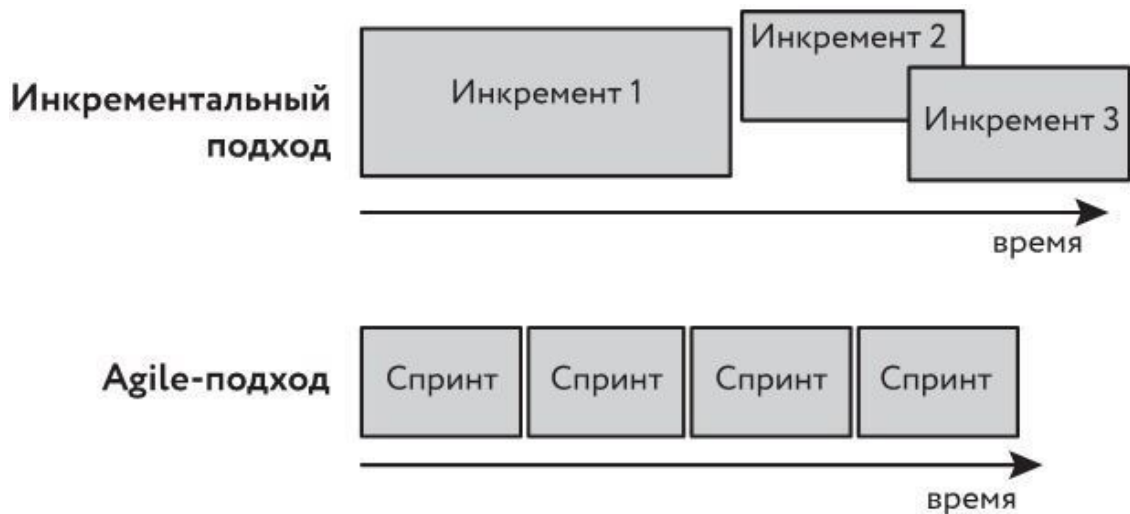 Инкрементальный
подход
Инкремент 1
Инкремент 2
Инкремент 3
время
Agile-подход
Спринт
Спринт
Спринт
Спринт
время